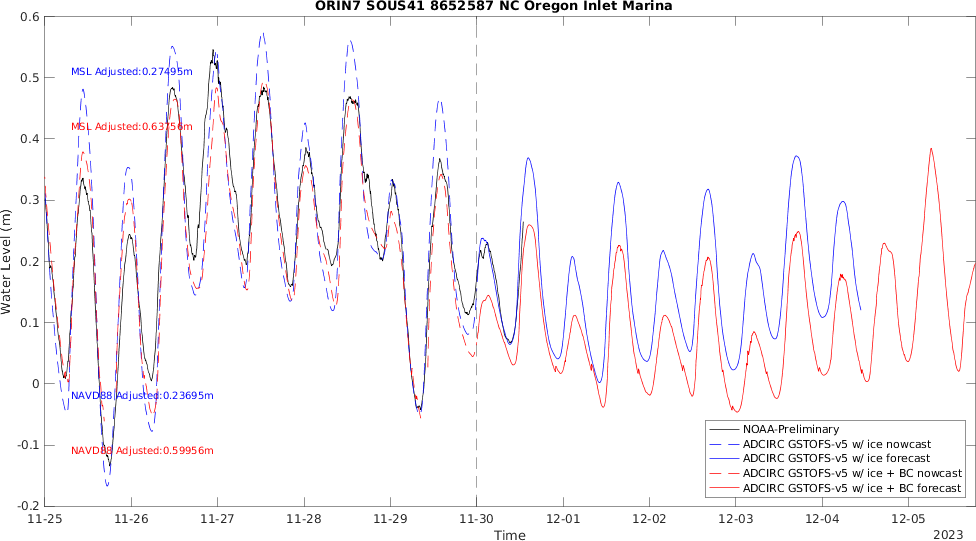 ORIN7 SOUS41 8652587 NC Oregon Inlet Marina
0.6
0.5
0.4
0.3
0.2
0.1
0
-0.1
-0.2
Water Level (m)
MSL Adjusted:0.27495m
MSL Adjusted:0.63756m
NAVD88 Adjusted:0.23695m
NAVD88 Adjusted:0.59956m
NOAA-Preliminary
ADCIRC GSTOFS-v5 w/ ice nowcast
ADCIRC GSTOFS-v5 w/ ice forecast
ADCIRC GSTOFS-v5 w/ ice + BC nowcast
ADCIRC GSTOFS-v5 w/ ice + BC forecast
11-25 11-26 11-27 11-28 11-29 11-30 12-01 12-02 12-03 12-04 12-05
Time
2023